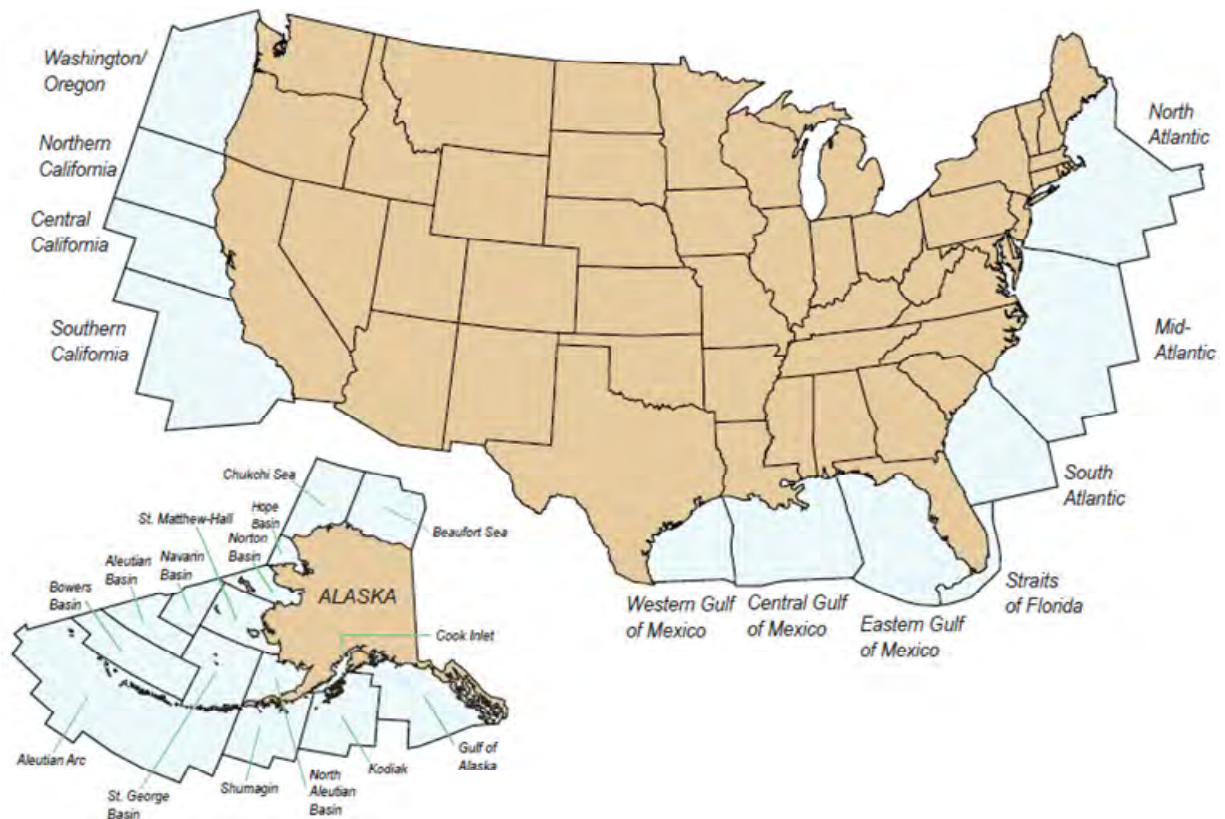 Washington/
Oregon
Northern
California
Central
California
Southern
California
North
Atlantic
Mid-
Atlantic
South
Atlantic
Straits
of Florida
Western Gulf
of Mexico
Central Gulf
of Mexico
Eastern Gulf
of Mexico
Chukchi Sea
Beaufort Sea
Hope
Basin
St. Matthew-Hall
Norton
Basin
Navarin
Basin
Aleutian
Basin
Bowers
Basin
ALASKA
Cook Inlet
Aleutian Arc
St. George
Basin
Shumagin
North
Aleutian
Basin
Kodiak
Gulf of
Alaska